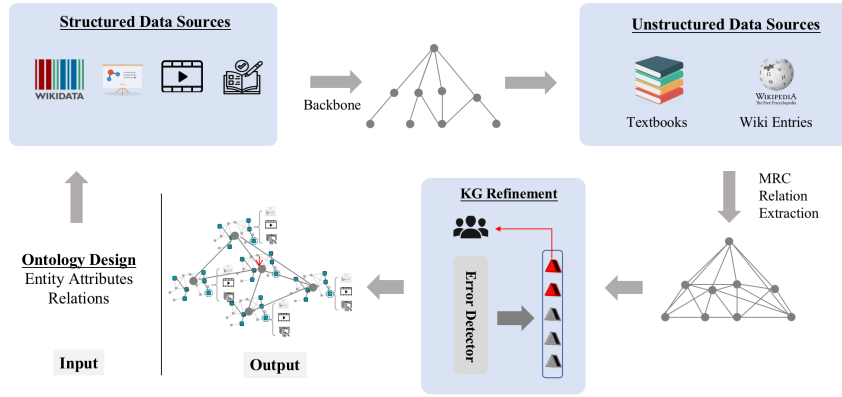 Structured Data Sources
WIKIDATA
Backbone
Unstructured Data Sources
Textbooks
WIKIPEDIA
The Free Encyclopedia
Wiki Entries
MRC
Relation
Extraction
KG Refinement
Error Detector
Ontology Design
Entity Attributes
Relations
Input
Output